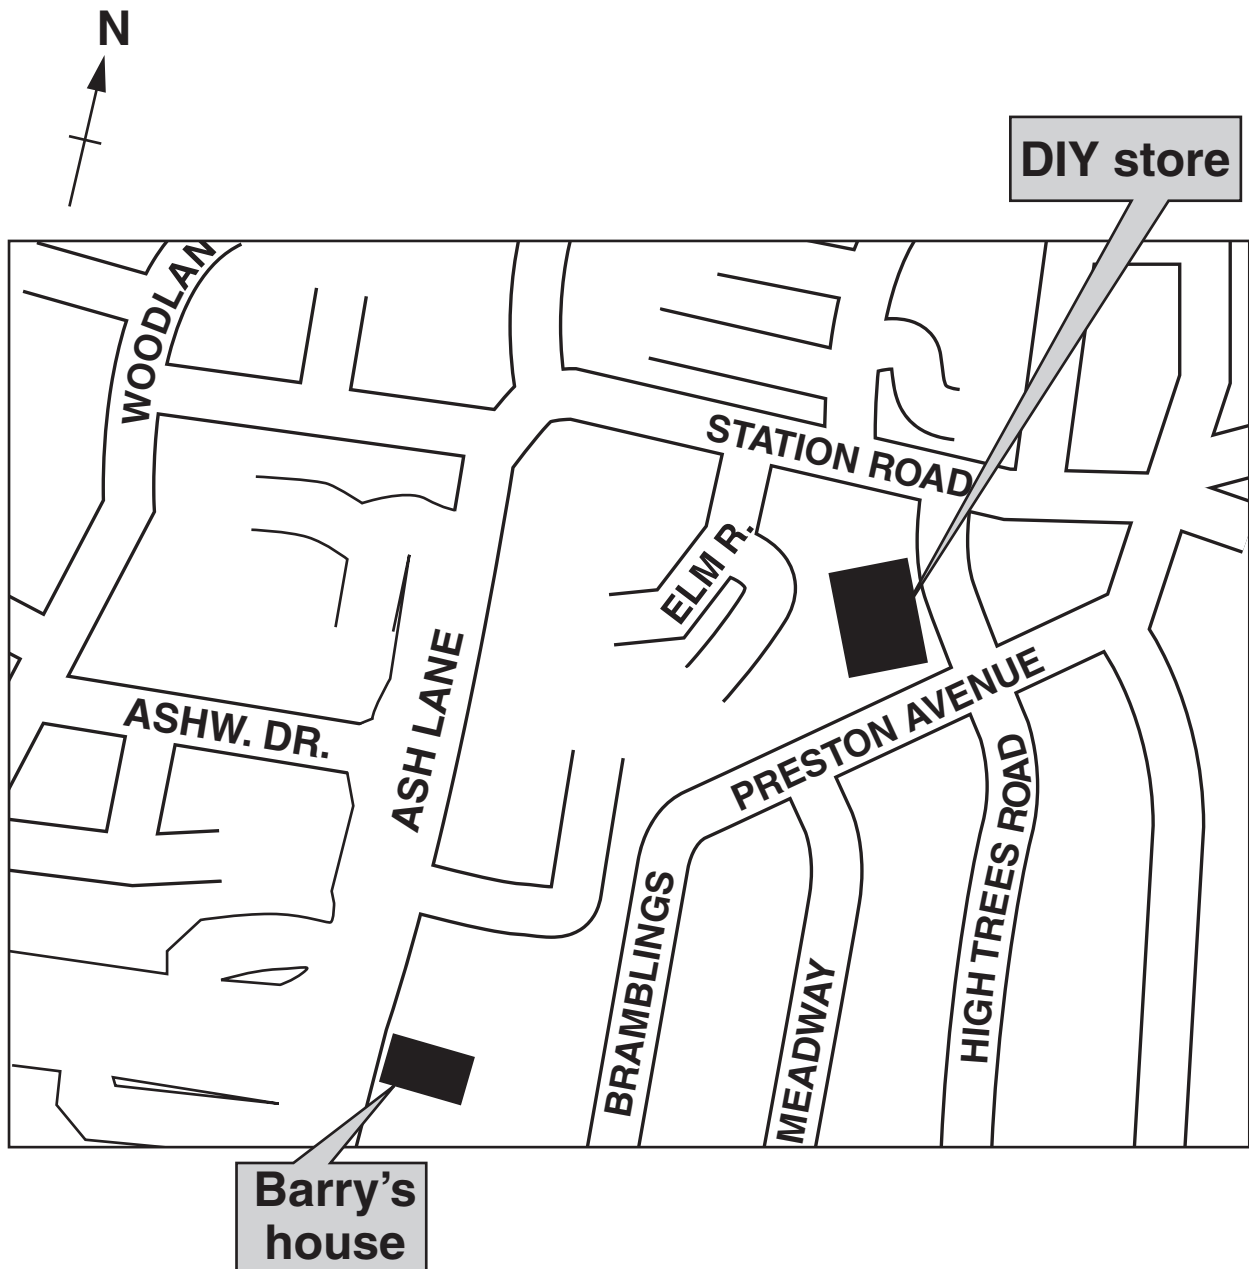 N
DIY store
WOODLAN
STATION ROAD
ELM R.
ASH LANE
ASHW. DR.
PRESTON AVENUE
HIGH TREES ROAD
BRAMBLINGS
MEADWAY
Barry’s
house